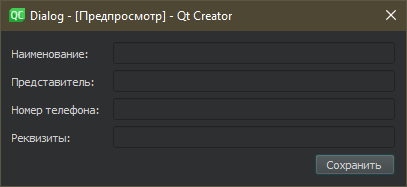 QC Dialog - [Предпросмотр] - Qt Creator
Наименование:
Представитель:
Номер телефона:
Реквизиты:
Сохранить